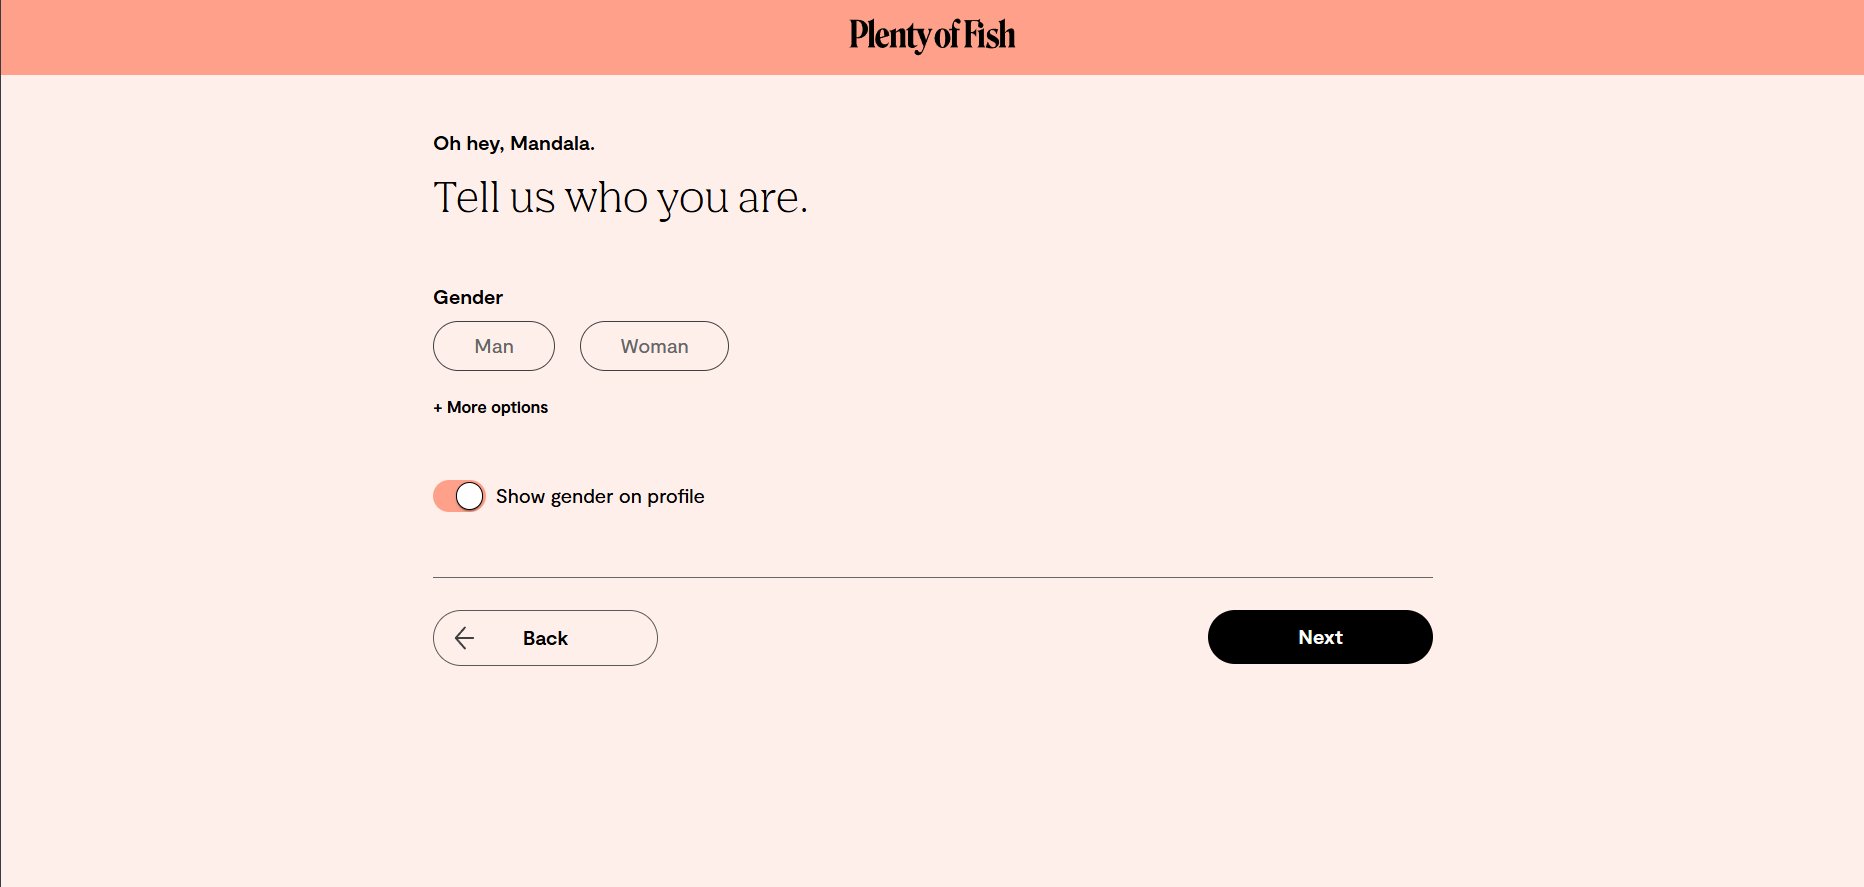 Plenty of Fish
Oh hey, Mandala.
Tell us who you are.
Gender
Man
Woman
+ More options
Show gender on profile
Back
Next